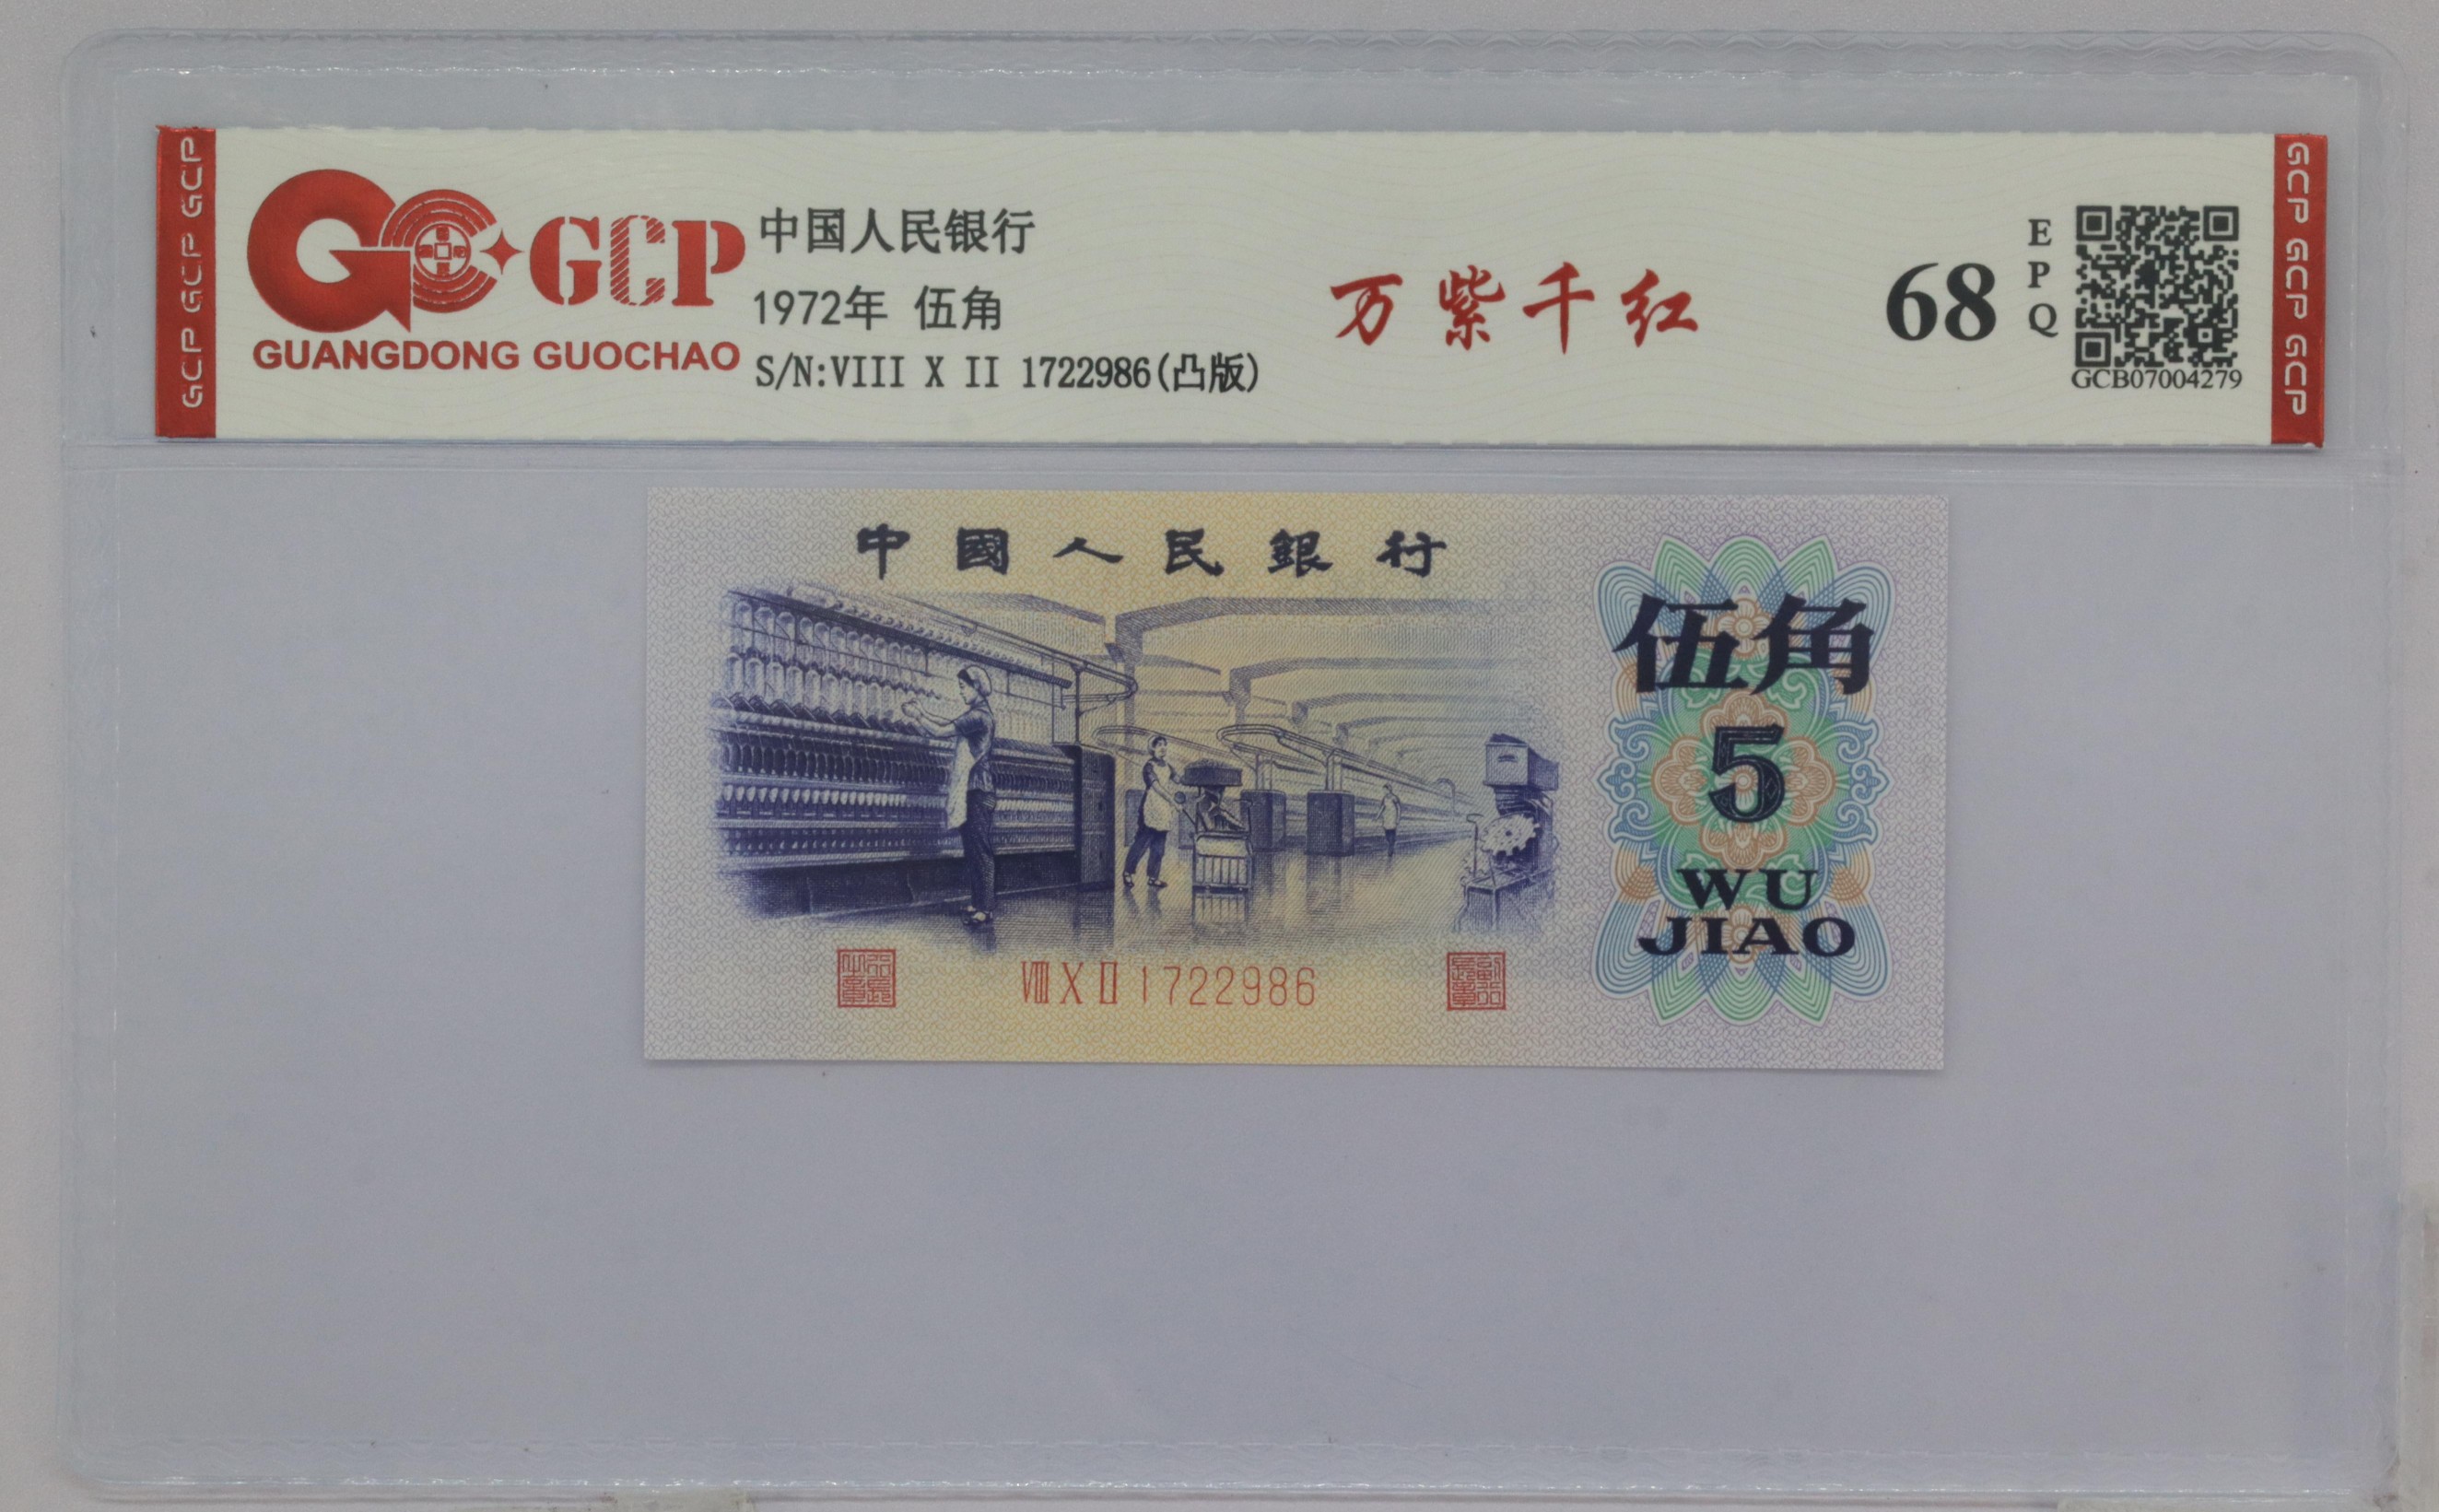 GCP GCP GCP
GCP
GUANGDONG GUOCHAO
中国人民银行
1972年 伍角
S/N:VIII X II 1722986(凸版)
万紫千红
68
EPQ
GCB07004279
GCP GCP GCP
中國人民銀行
伍角
5
WU
JIAO
VIII X II 1722986